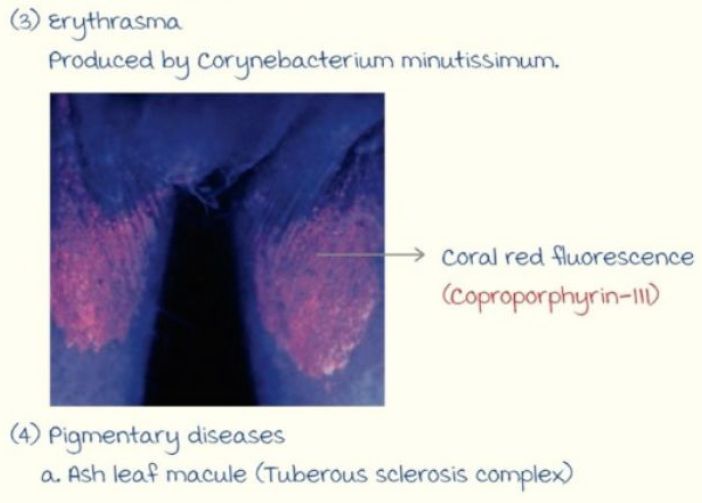 (3) Erythrasma
Produced by Corynebacterium minutissimum.
Coral red fluorescence
(Coproporphyrin-III)
(4) Pigmentary diseases
a. Ash leaf macule (Tuberous sclerosis complex)